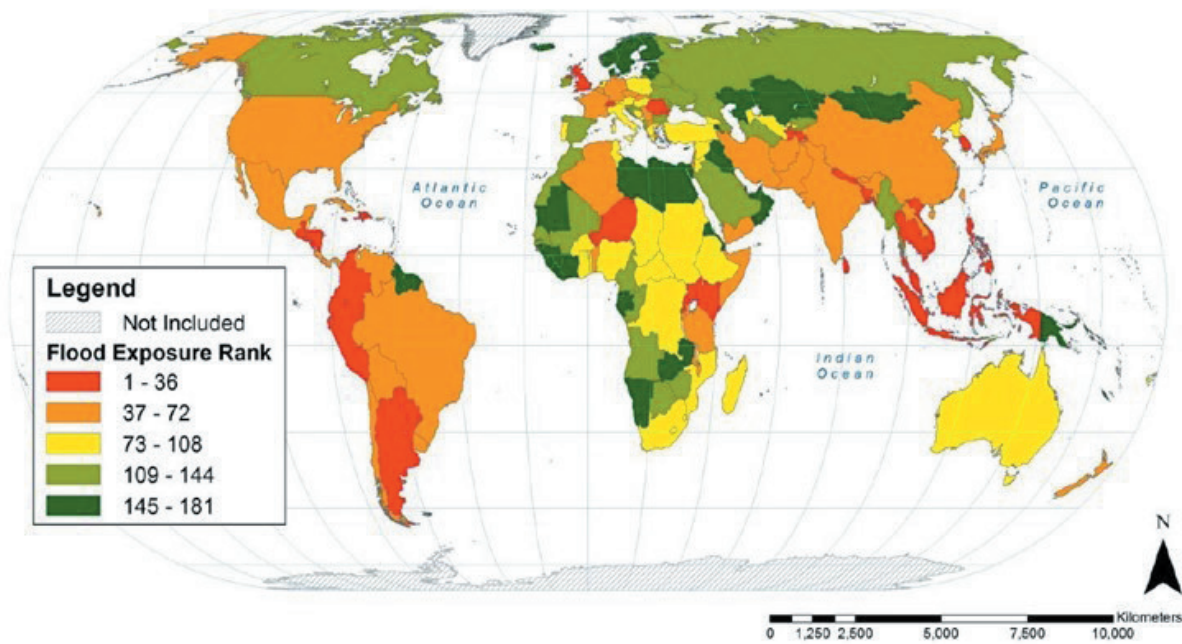 Atlantic
Ocean
Pacific
Ocean
Indian
Ocean
Legend
Not Included
Flood Exposure Rank
1 - 36
37 - 72
73 - 108
109 - 144
145 - 181
N
Kilometers
0 1,250 2,500 5,000 7,500 10,000